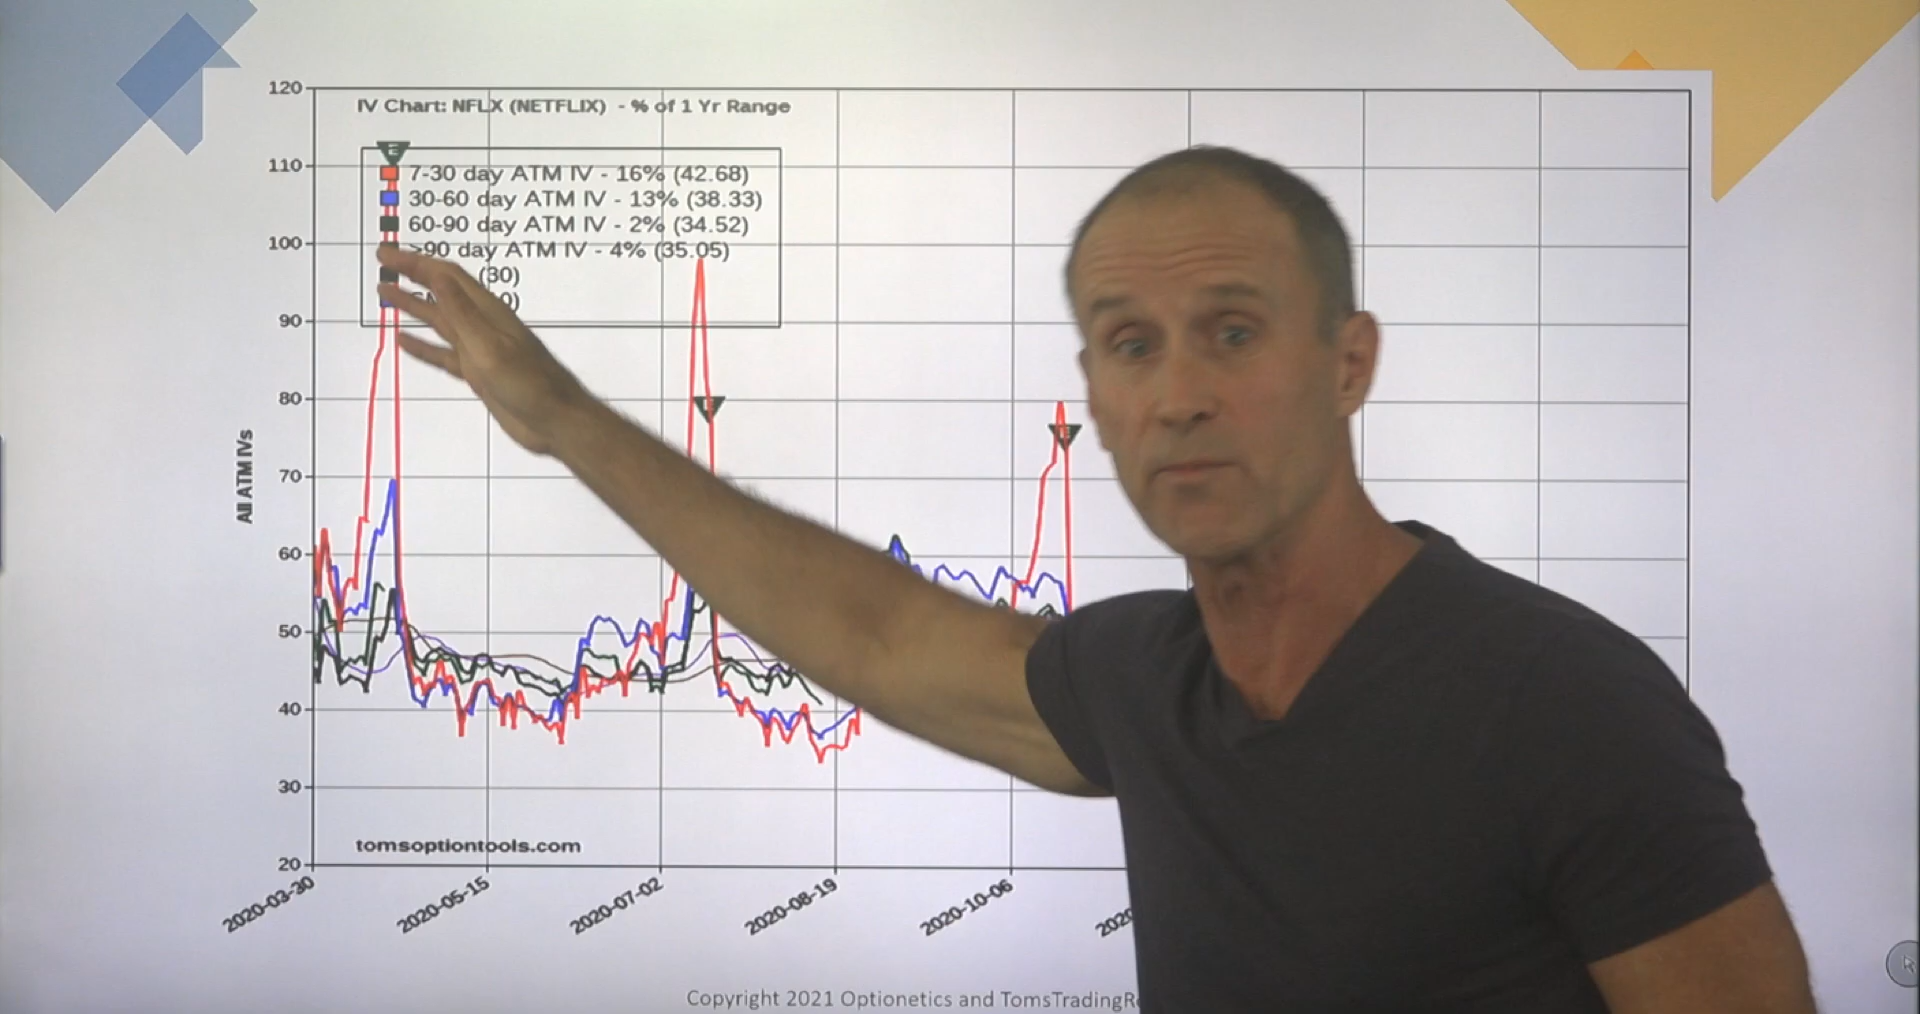 120
IV Chart: NFLX (NETFLIX) - % of 1 Yr Range
E
110
7-30 day ATM IV - 16% (42.68)
30-60 day ATM IV - 13% (38.33)
60-90 day ATM IV - 2% (34.52)
100
>90 day ATM IV - 4% (35.05)
(30)
90
80
All ATM IVs
70
60
50
40
30
tomsoptiontools.com
20
2020-03-30
2020-05-15
2020-07-02
2020-08-19
2020-10-06
Copyright 2021 Optionetics and